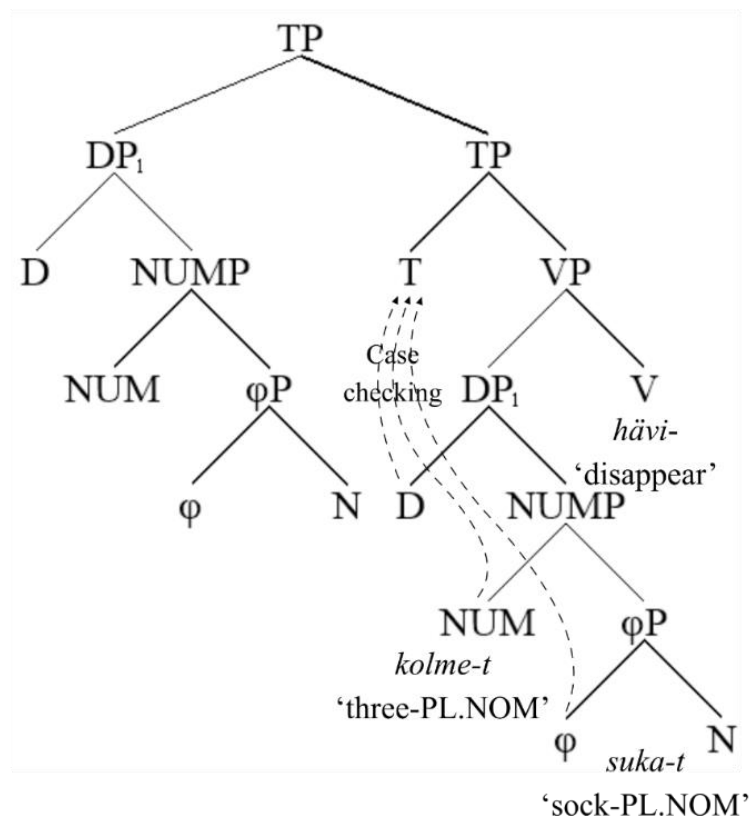 TP
DP₁ TP
D NUMP T VP
Case
NUM φP checking DP₁ V
hävi-
‘disappear’
φ N D NUMP
NUM φP
kolme-t
‘three-PL.NOM’
φ N
suka-t
‘sock-PL.NOM’